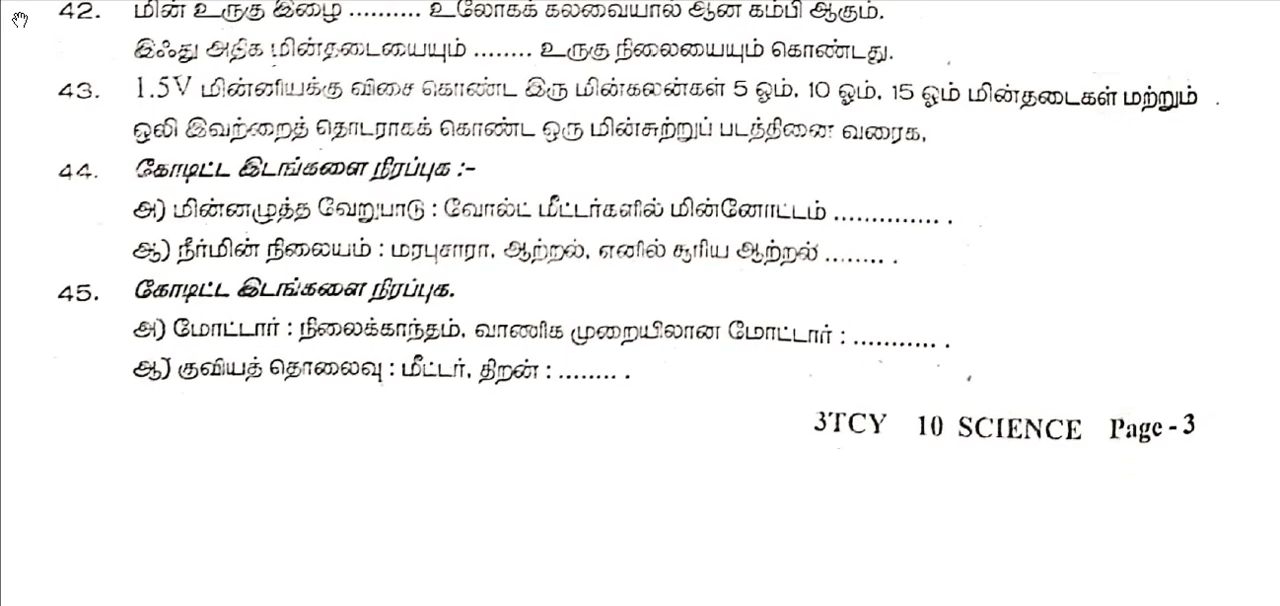 42. மின் உருகு இழை .......... உலோகக் கலவையால் ஆன கம்பி ஆகும்.
இஃது அதிக மின்தடையையும் ........ உருகு நிலையையும் கொண்டது.
43. 1.5V மின்னியக்கு விசை கொண்ட இரு மின்கலன்கள் 5 ஓம், 10 ஓம், 15 ஓம் மின்தடைகள் மற்றும்
ஒலி இவற்றைத் தொடராகக் கொண்ட ஒரு மின்சுற்றுப் படத்தினை வரைக,
44. கோடிட்ட இடங்களை நிரப்புக :-
அ) மின்னழுத்த வேறுபாடு : வோல்ட் மீட்டர்களில் மின்னோட்டம் .............. .
ஆ) நீர்மின் நிலையம் : மரபுசாரா, ஆற்றல், எனில் சூரிய ஆற்றல் ........ .
45. கோடிட்ட இடங்களை நிரப்புக.
அ) மோட்டார் : நிலைக்காந்தம், வாணிக முறையிலான மோட்டார் : ........... .
ஆ) குவியத் தொலைவு : மீட்டர், திறன் : ........ .
3TCY 10 SCIENCE Page - 3